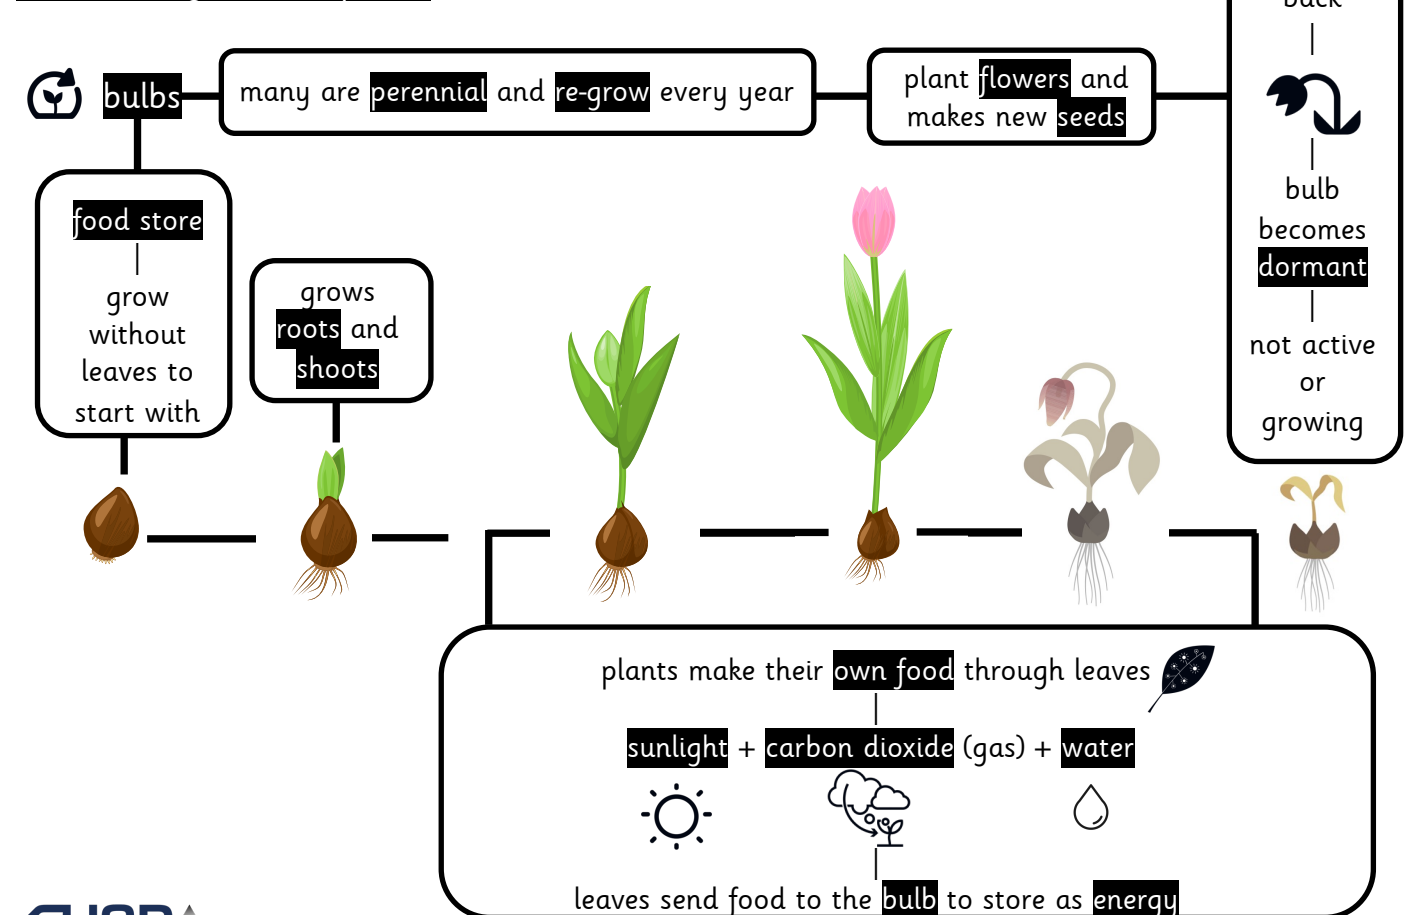 bulbs
many are perennial and re-grow every year
plant flowers and
makes new seeds
back
bulb
becomes
dormant
not active
or
growing
food store
grow
without
leaves to
start with
grows
roots and
shoots
plants make their own food through leaves
sunlight + carbon dioxide (gas) + water
leaves send food to the bulb to store as energy